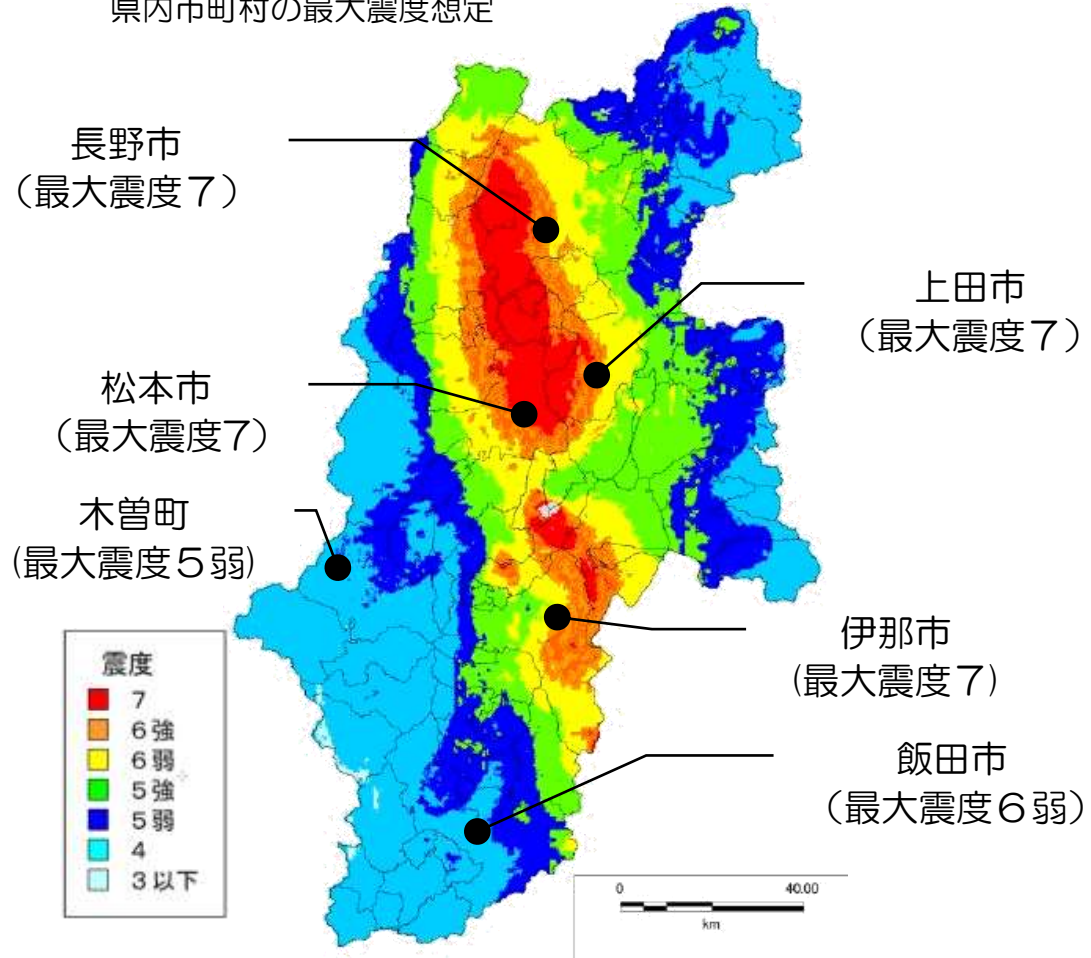 県内市町村の最大震度想定
長野市
（最大震度７）
上田市
（最大震度７）
松本市
（最大震度7）
木曽町
(最大震度５弱)
伊那市
(最大震度７)
飯田市
（最大震度６弱）
震度
7
6強
6弱
5強
5弱
4
3以下
0 40.00
km